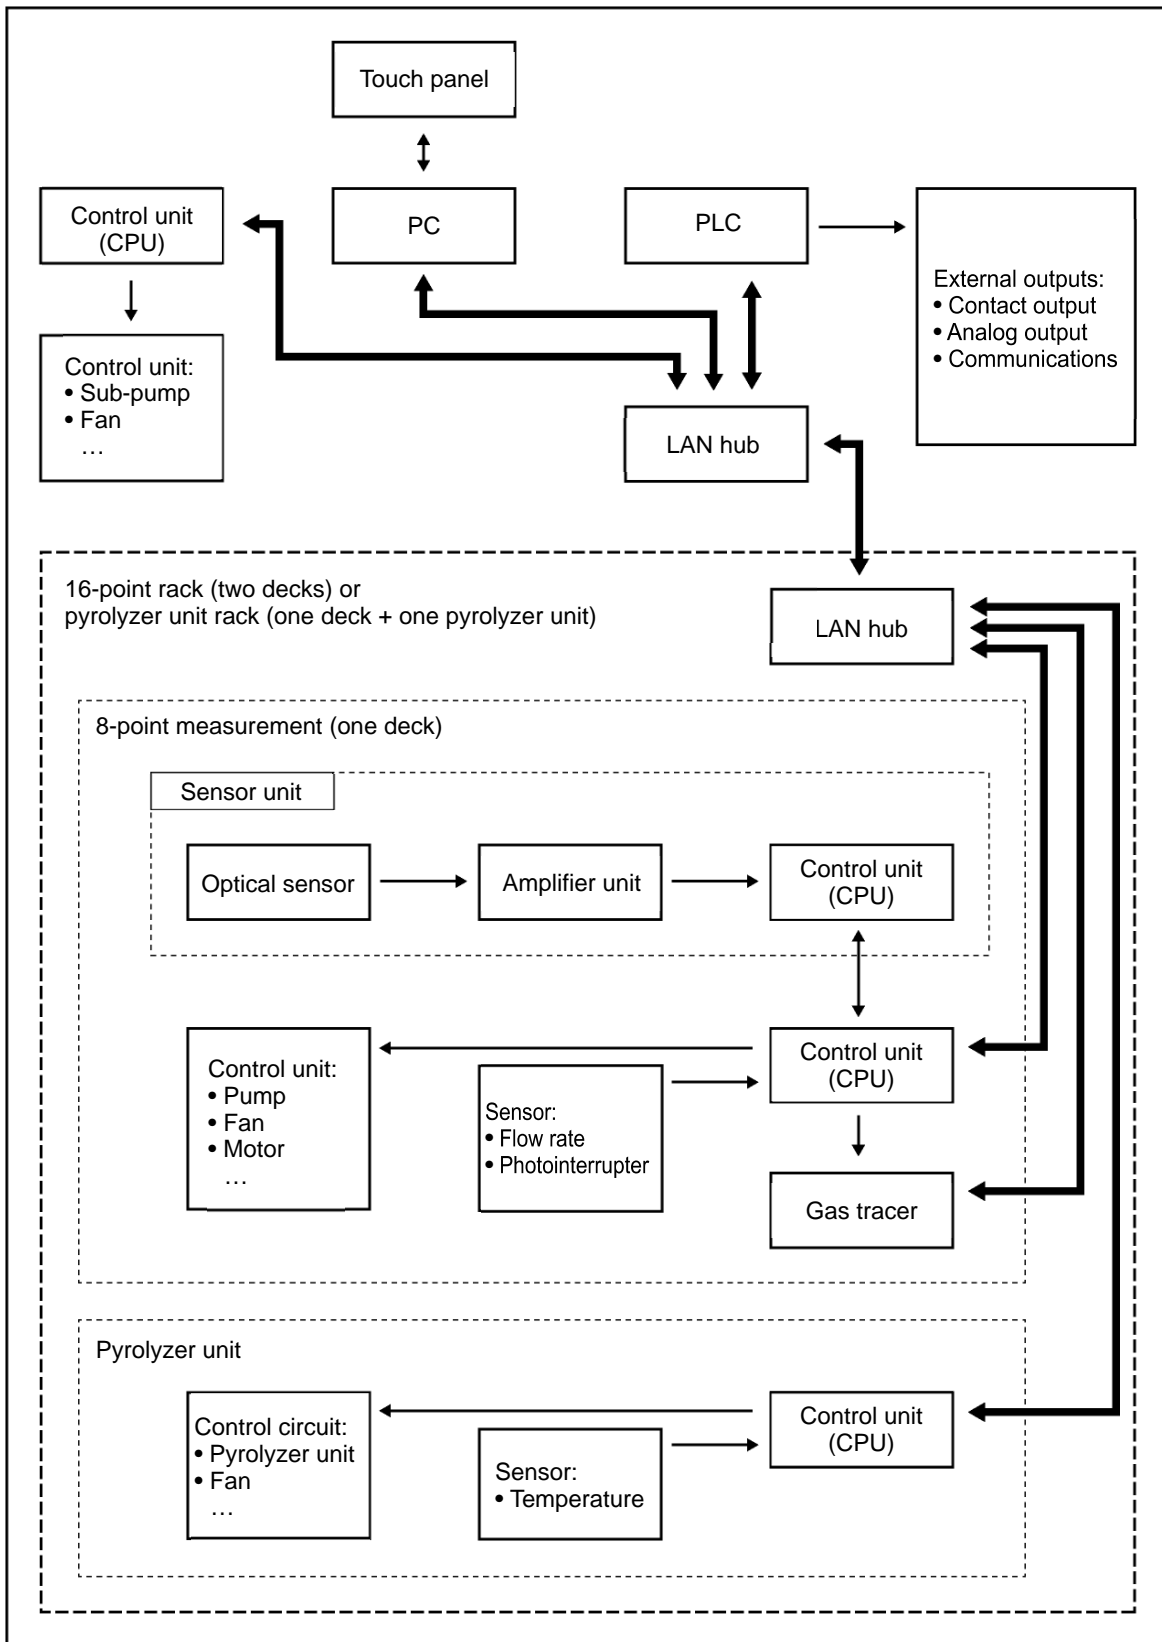 Touch panel
Control unit
(CPU)
PC
PLC
External outputs:
• Contact output
• Analog output
• Communications
Control unit:
• Sub-pump
• Fan
…
LAN hub
16-point rack (two decks) or
pyrolyzer unit rack (one deck + one pyrolyzer unit)
LAN hub
8-point measurement (one deck)
Sensor unit
Optical sensor
Amplifier unit
Control unit
(CPU)
Control unit:
• Pump
• Fan
• Motor
…
Sensor:
• Flow rate
• Photointerrupter
Control unit
(CPU)
Gas tracer
Pyrolyzer unit
Control circuit:
• Pyrolyzer unit
• Fan
…
Sensor:
• Temperature
Control unit
(CPU)